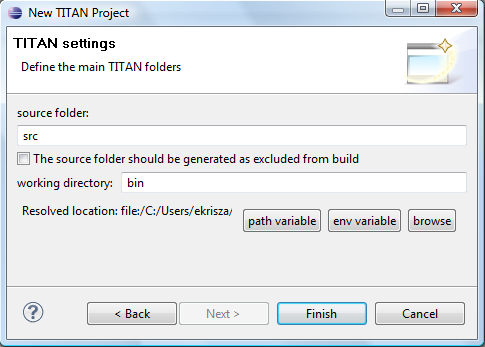 New TITAN Project
TITAN settings
Define the main TITAN folders
source folder:
src
The source folder should be generated as excluded from build
working directory: bin
Resolved location: file:/C:/Users/ekrisza/ path variable env variable browse
? < Back Next > Finish Cancel